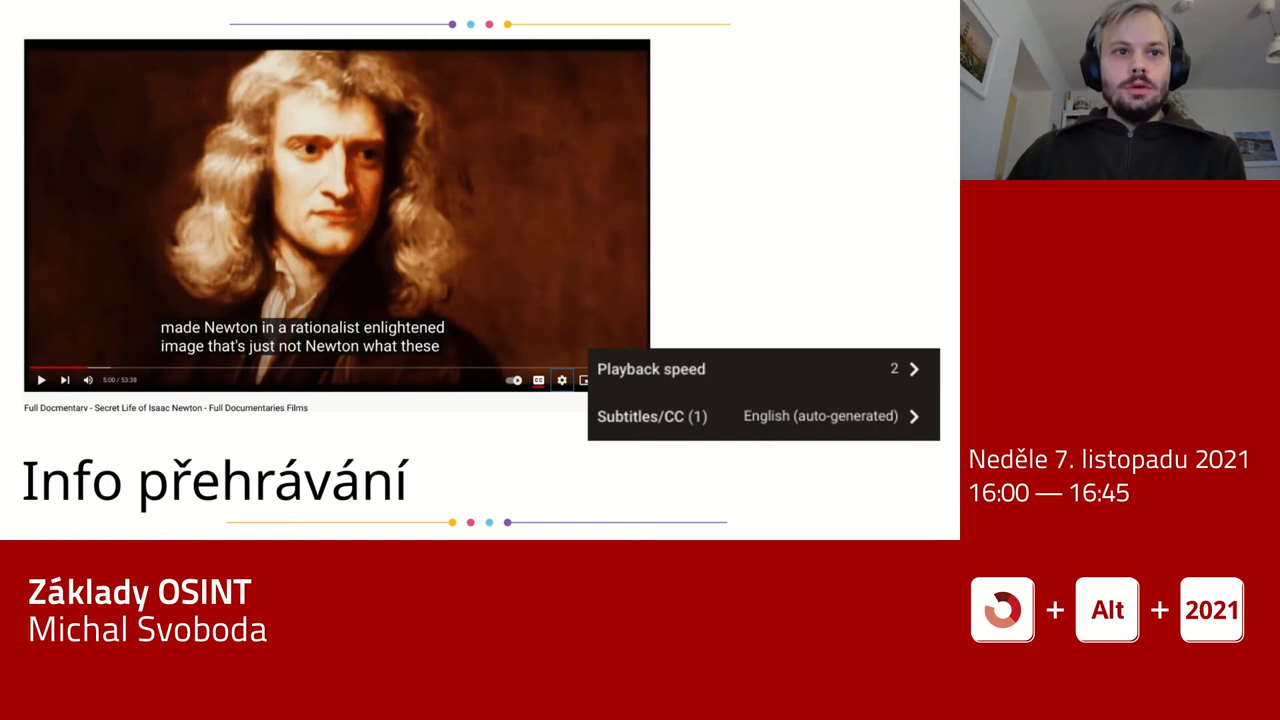 made Newton in a rationalist enlightened
image that's just not Newton what these
5:00 / 53:38
CC
Full Docmentary - Secret Life of Isaac Newton - Full Documentaries Films
Playback speed 2
Subtitles/CC (1) English (auto-generated)
Info přehrávání
Neděle 7. listopadu 2021
16:00 — 16:45
Základy OSINT
Michal Svoboda
+ Alt + 2021